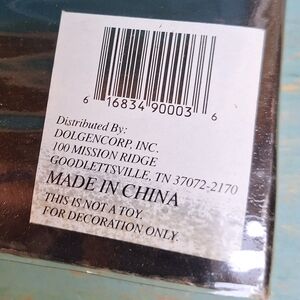 6 16834 90003 6
Distributed By:
DOLGENCORP, INC.
100 MISSION RIDGE
GOODLETTSVILLE, TN 37072-2170
MADE IN CHINA
THIS IS NOT A TOY.
FOR DECORATION ONLY.